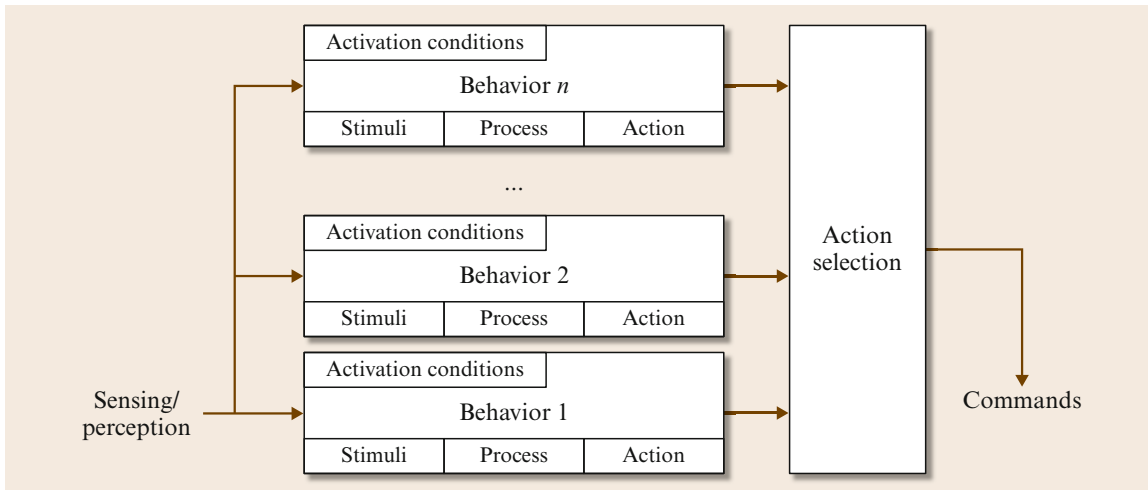 Activation conditions
Behavior n
Stimuli
Process
Action
...
Activation conditions
Behavior 2
Stimuli
Process
Action
Activation conditions
Behavior 1
Stimuli
Process
Action
Sensing/
perception
Action
selection
Commands